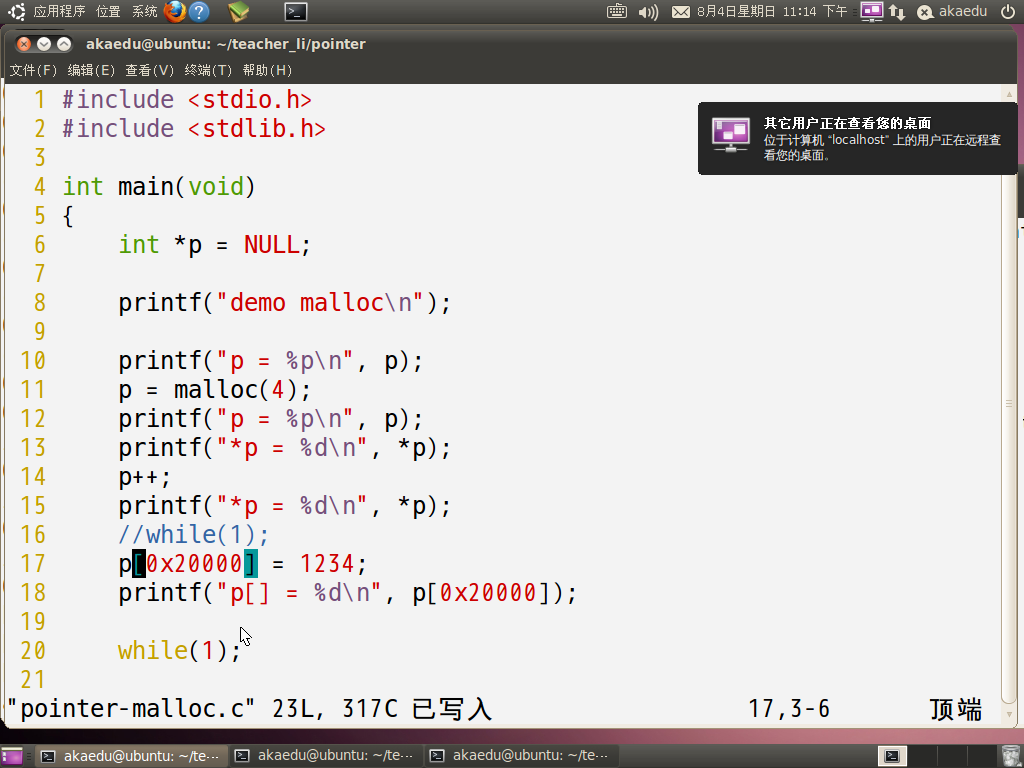 应用程序 位置 系统 8月4日星期日 11:14 下午 akaedu
akaedu@ubuntu: ~/teacher_li/pointer
文件(F) 编辑(E) 查看(V) 终端(T) 帮助(H)
其它用户正在查看您的桌面
位于计算机 “localhost” 上的用户正在远程查
看您的桌面。
1 #include <stdio.h>
2 #include <stdlib.h>
3
4 int main(void)
5 {
6 int *p = NULL;
7
8 printf("demo malloc\n");
9
10 printf("p = %p\n", p);
11 p = malloc(4);
12 printf("p = %p\n", p);
13 printf("*p = %d\n", *p);
14 p++;
15 printf("*p = %d\n", *p);
16 //while(1);
17 p[0x20000] = 1234;
18 printf("p[] = %d\n", p[0x20000]);
19
20 while(1);
21
"pointer-malloc.c" 23L, 317C 已写入 17,3-6 顶端
akaedu@ubuntu: ~/te··· akaedu@ubuntu: ~/te··· akaedu@ubuntu: ~/te···